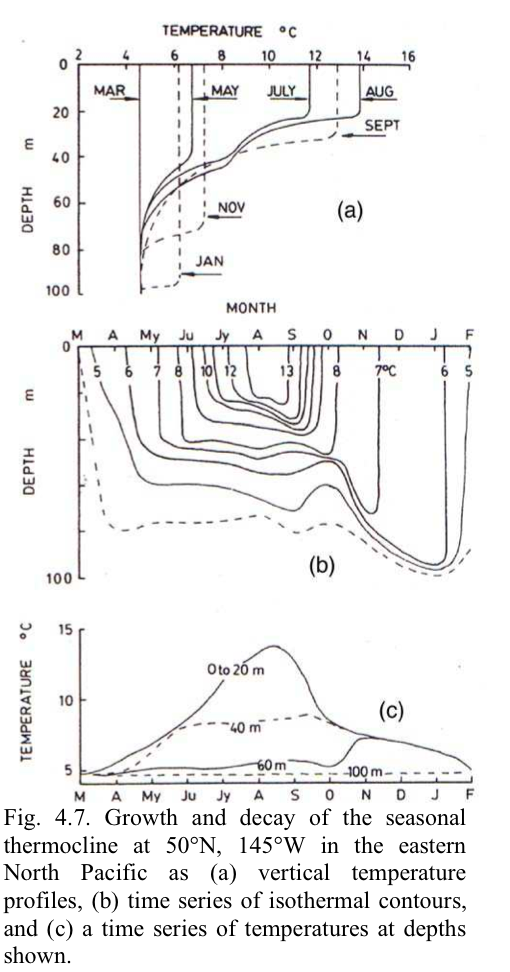 TEMPERATURE °C
2 4 6 8 10 12 14 16
0
MAR MAY JULY AUG
20
SEPT
m
40
DEPTH
60
(a)
NOV
80
JAN
100
MONTH
M A My Ju Jy A S O N D J F
0
5 6 7 8 10 12 13 8 7°C 6 5
m
DEPTH
(b)
100
°C
15
TEMPERATURE
0 to 20 m
10
(c)
40 m
60 m
5
100 m
M A My Ju Jy A S O N D J F
Fig. 4.7. Growth and decay of the seasonal
thermocline at 50°N, 145°W in the eastern
North Pacific as (a) vertical temperature
profiles, (b) time series of isothermal contours,
and (c) a time series of temperatures at depths
shown.